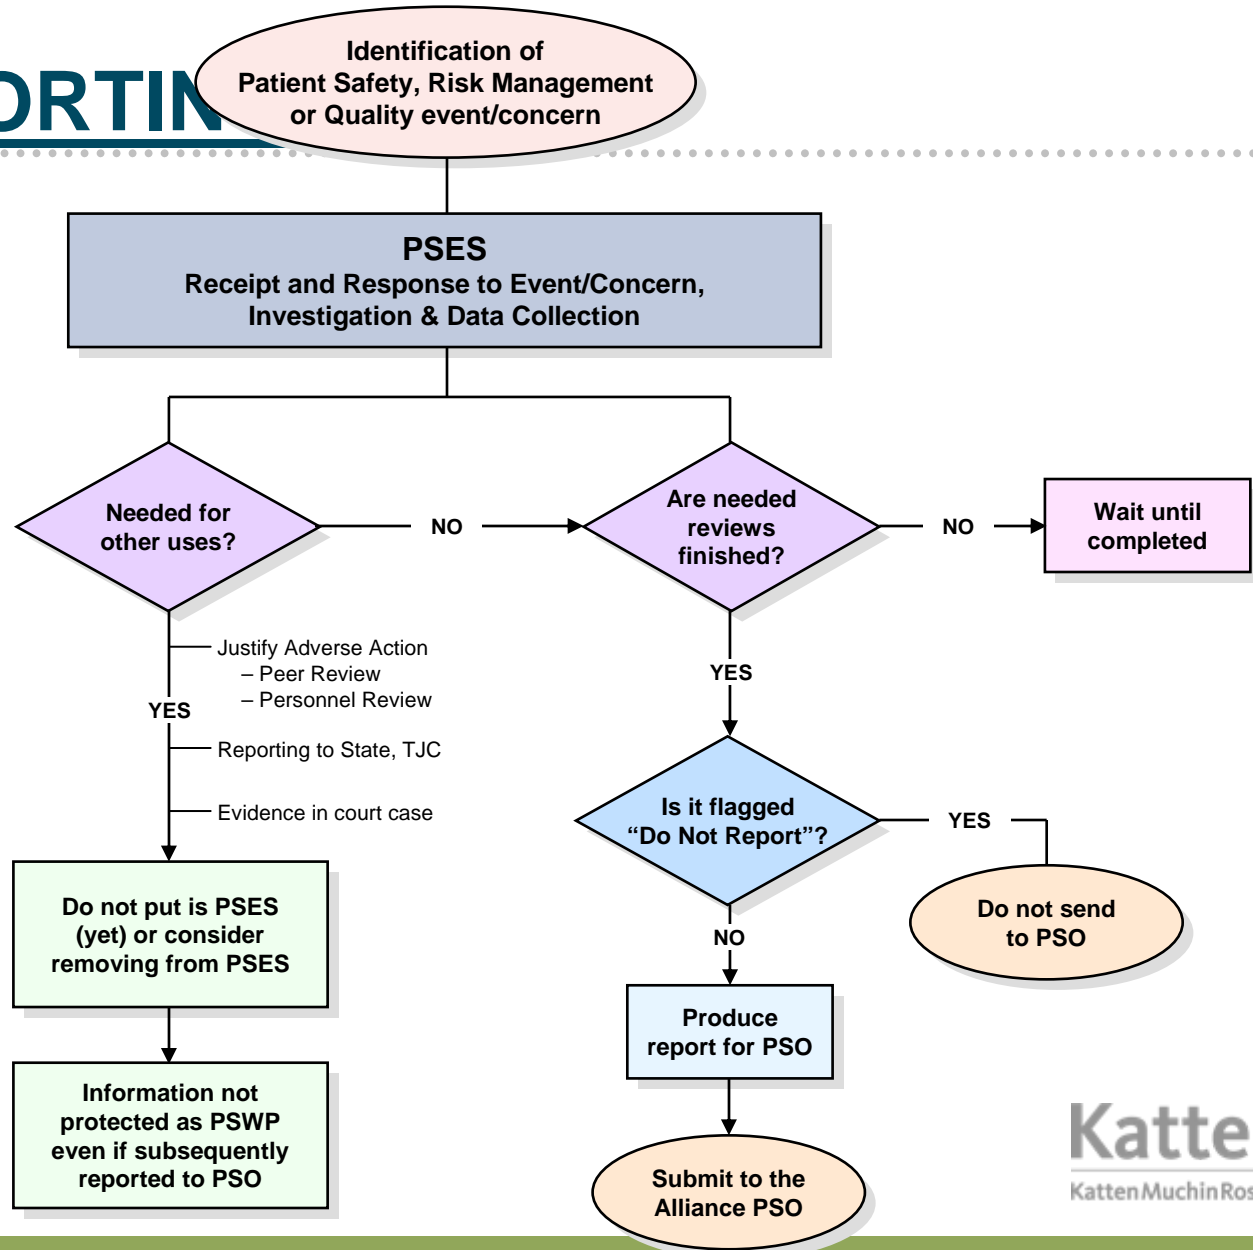 ORTIN
Identification of
Patient Safety, Risk Management
or Quality event/concern
PSES
Receipt and Response to Event/Concern,
Investigation & Data Collection
Needed for
other uses?
NO
Are needed
reviews
finished?
NO
Wait until
completed
Justify Adverse Action
– Peer Review
– Personnel Review
YES
Reporting to State, TJC
Evidence in court case
YES
Is it flagged
“Do Not Report”?
YES
Do not put is PSES
(yet) or consider
removing from PSES
Do not send
to PSO
NO
Produce
report for PSO
Information not
protected as PSWP
even if subsequently
reported to PSO
Submit to the
Alliance PSO
Katte
KattenMuchinRos